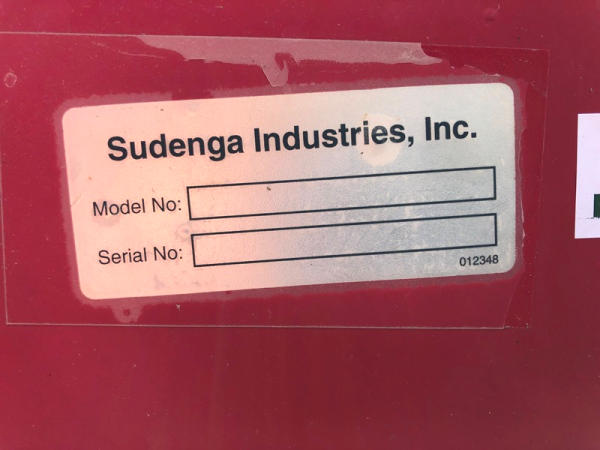 Sudenga Industries, Inc.
Model No:
Serial No:
012348